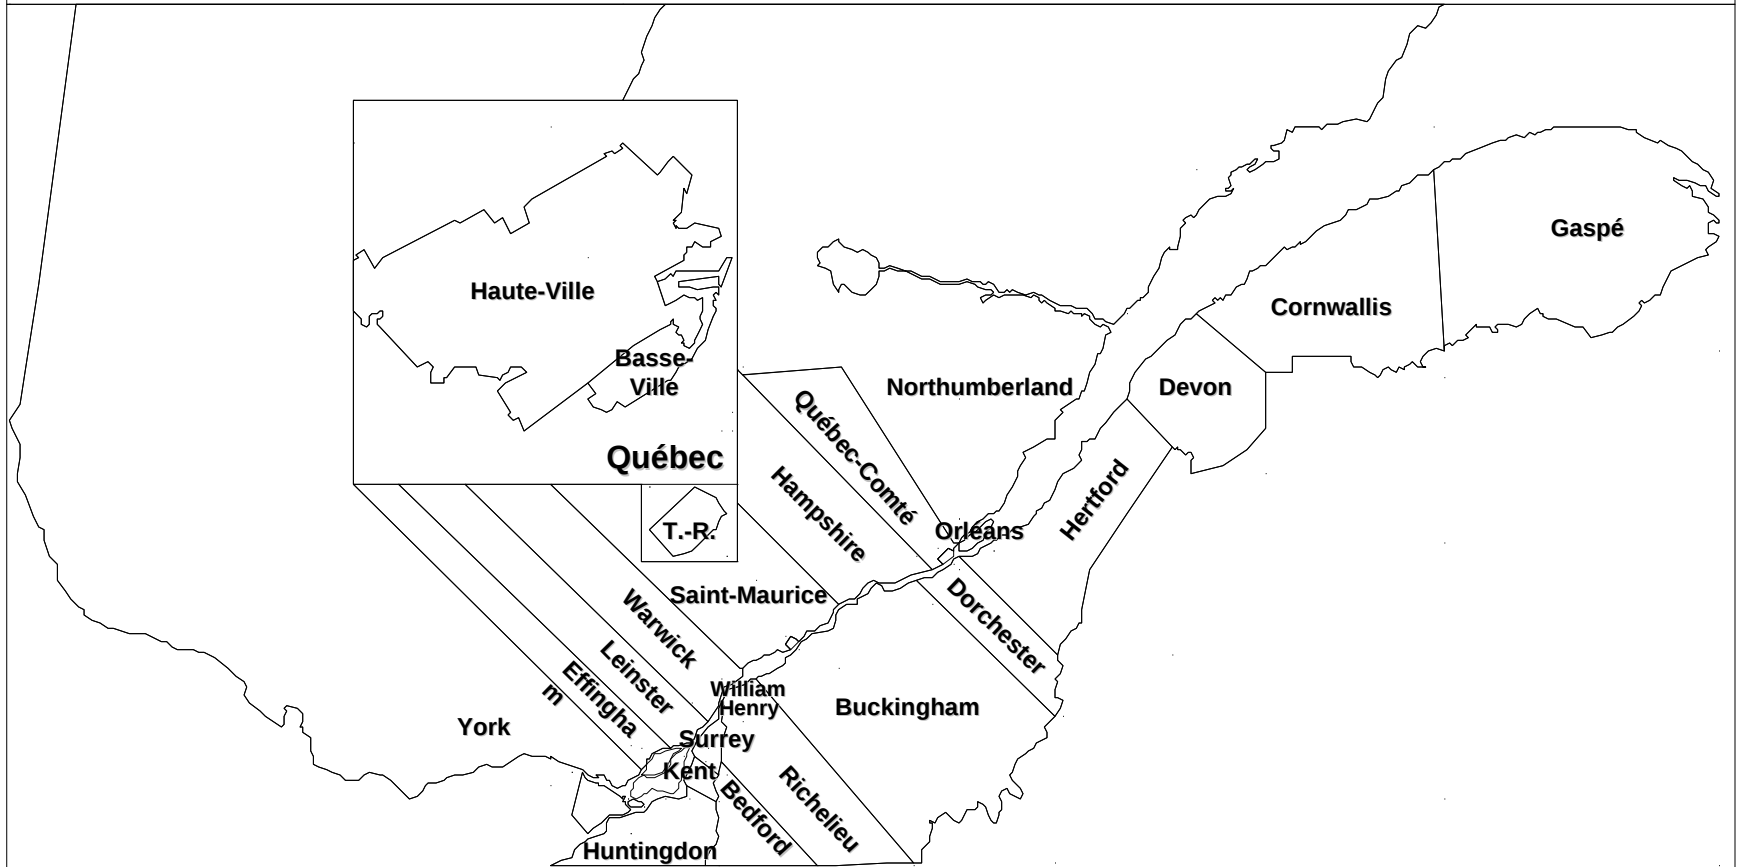 Gaspé
Haute-Ville
Cornwallis
Basse-
Ville
Northumberland
Devon
Québec-Comté
Québec
Hampshire
Hertford
T.-R.
Orléans
Saint-Maurice
Warwick
Dorchester
Leinster
Effingha
m
William
Henry
Buckingham
York
Surrey
Kent
Bedford
Richelieu
Huntingdon